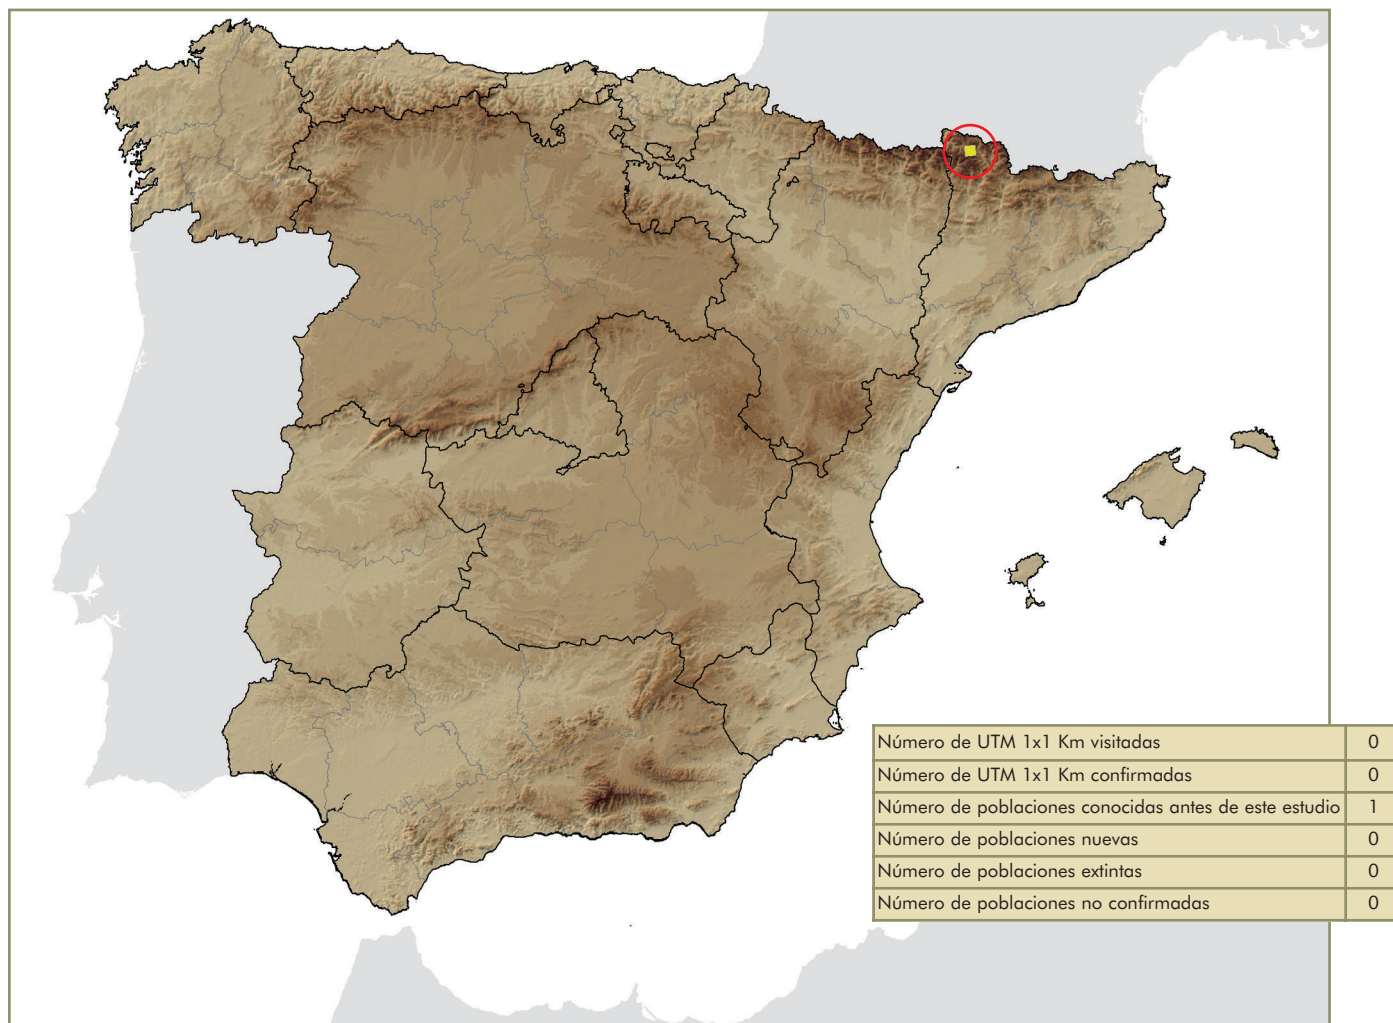 Número de UTM 1x1 Km visitadas 0
Número de UTM 1x1 Km confirmadas 0
Número de poblaciones conocidas antes de este estudio 1
Número de poblaciones nuevas 0
Número de poblaciones extintas 0
Número de poblaciones no confirmadas 0